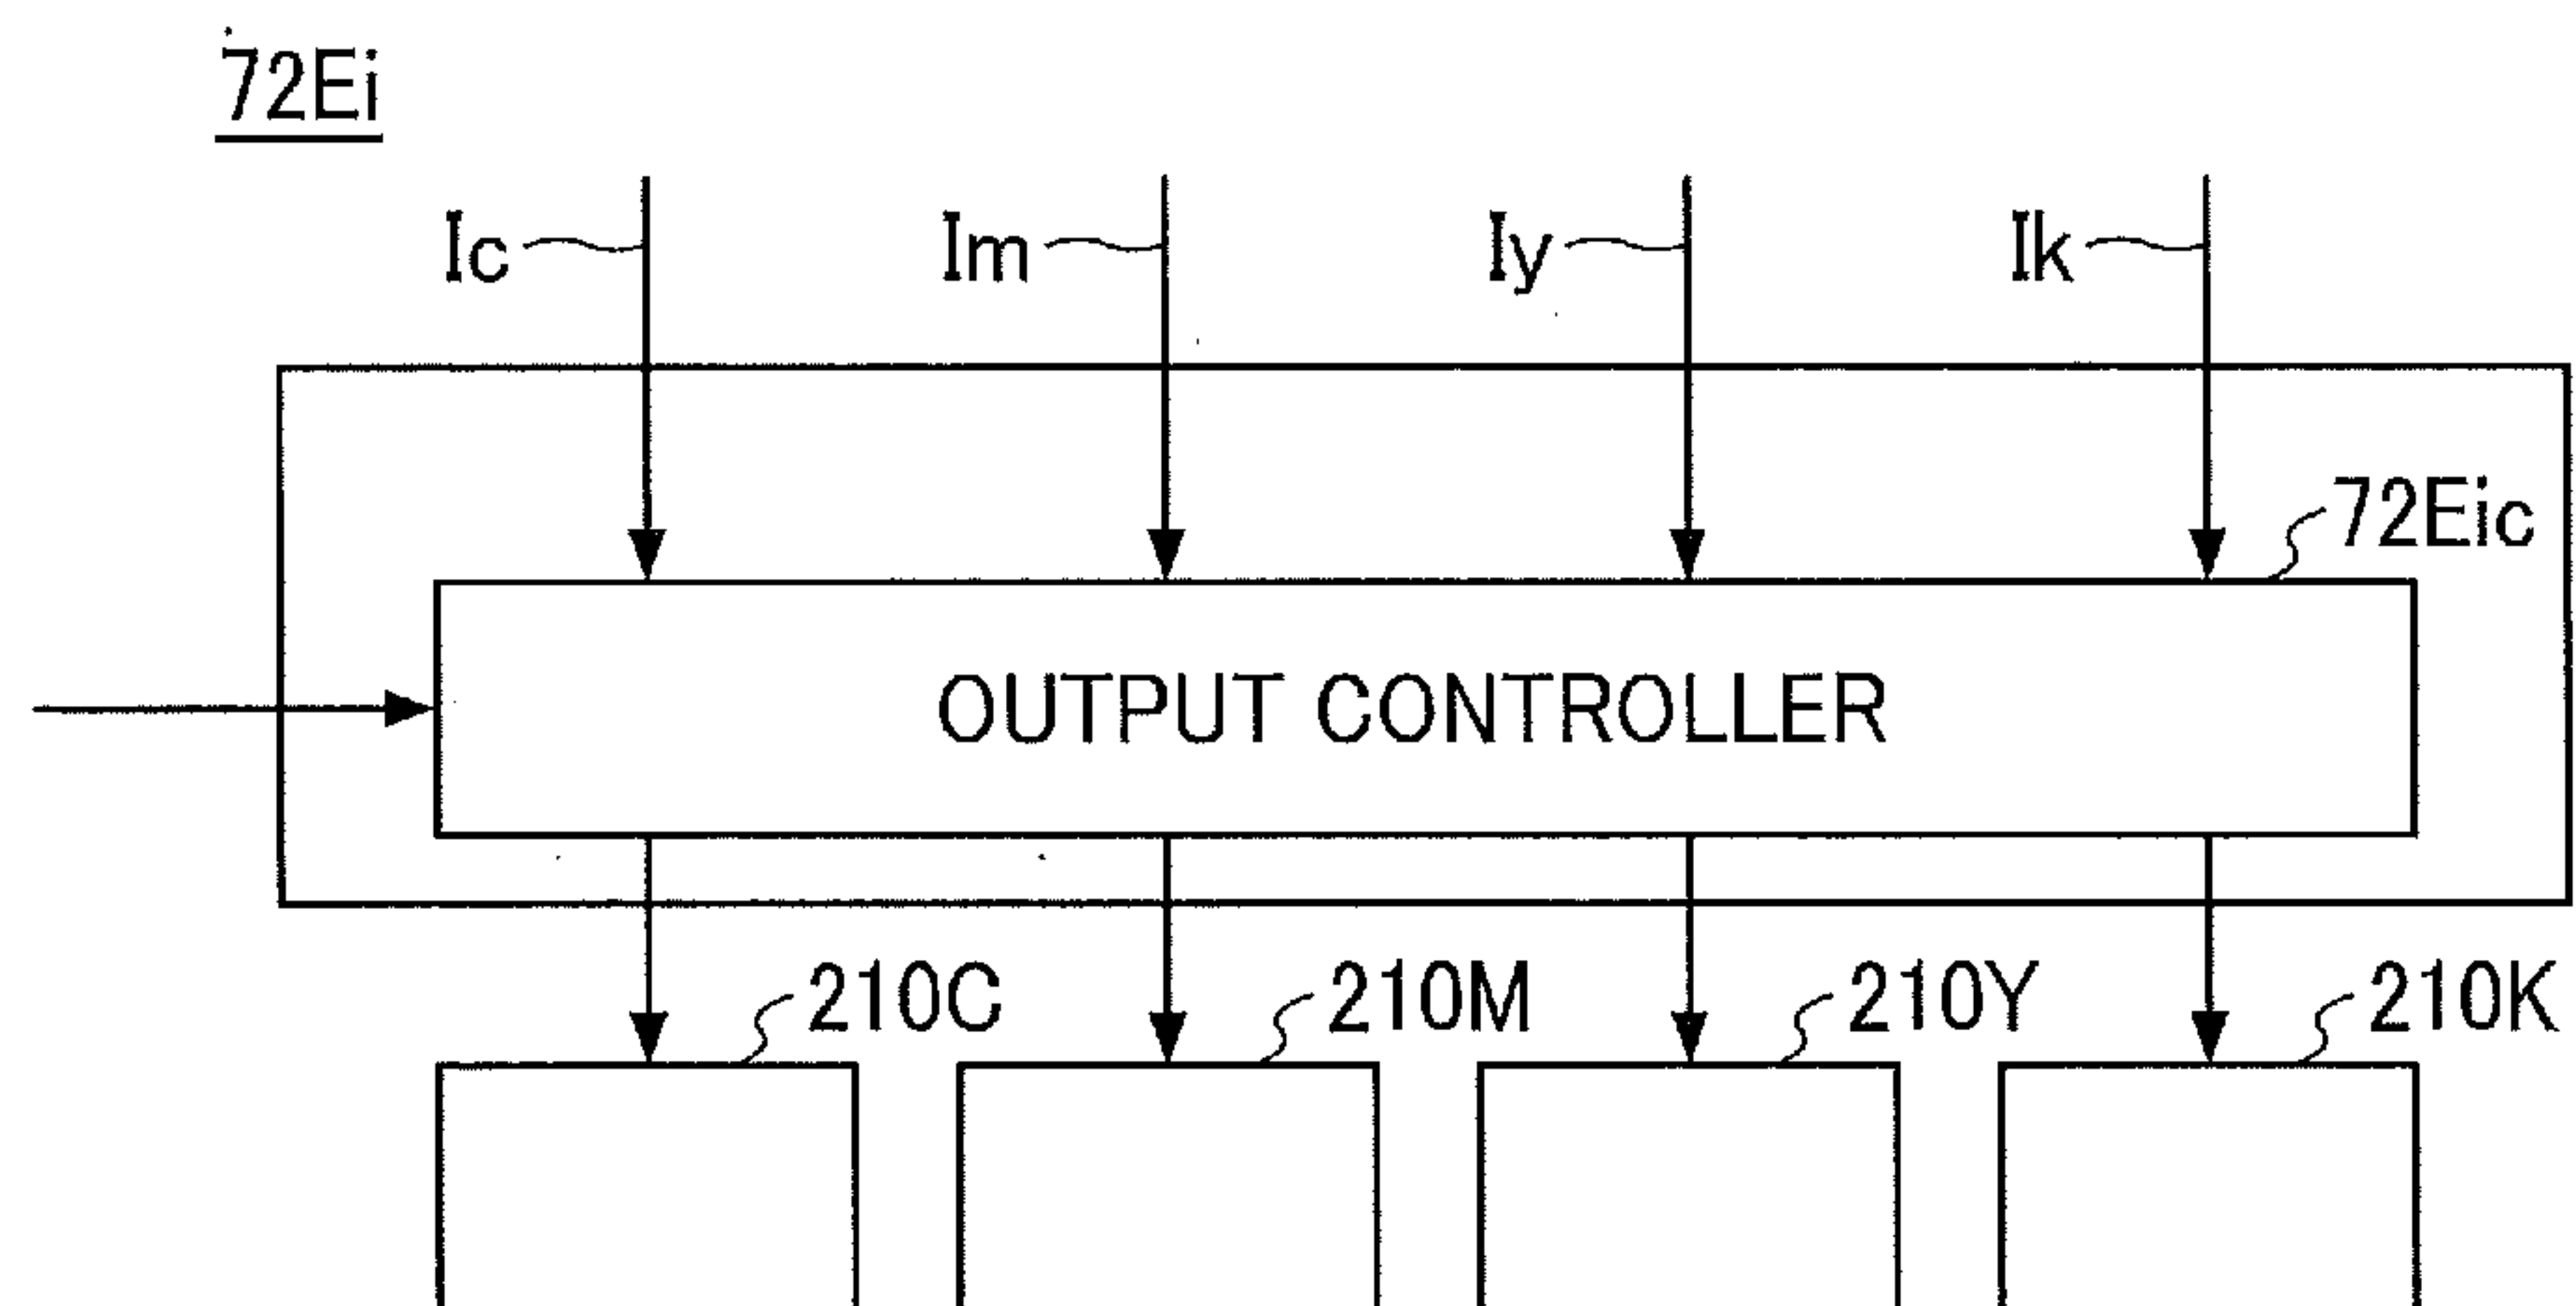 72Ei
Ic Im Iy Ik
72Eic
OUTPUT CONTROLLER
210C 210M 210Y 210K